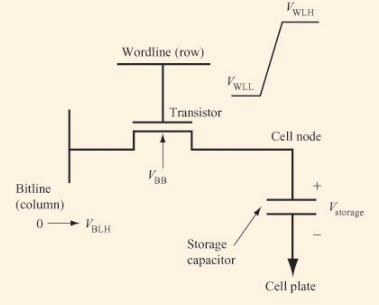 V_WLH
Wordline (row)
V_WLL
Transistor
Cell node
V_BB
Bitline
(column)
0 → V_BLH
+
V_storage
−
Storage
capacitor
Cell plate